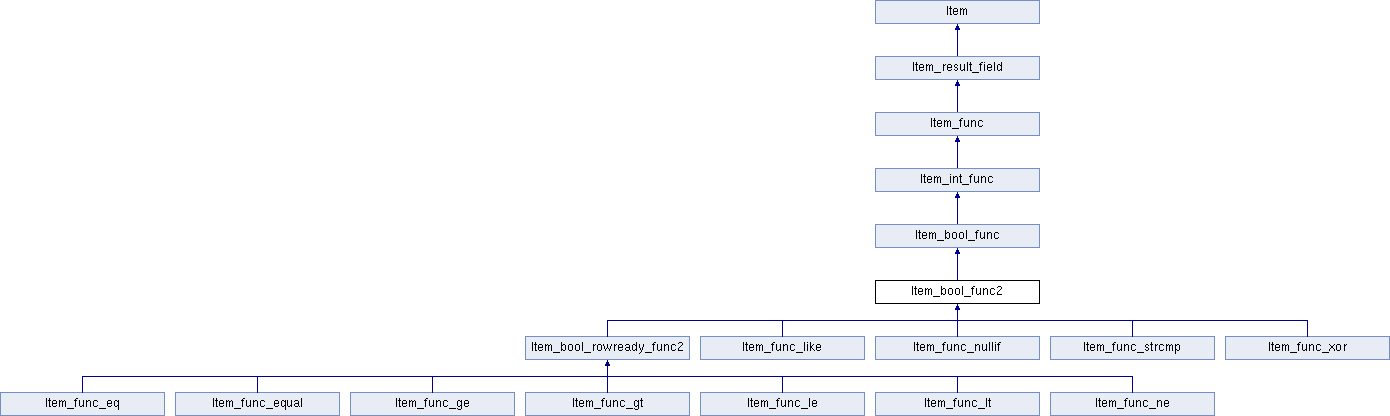 Item
Item_result_field
Item_func
Item_int_func
Item_bool_func
Item_bool_func2
Item_bool_rowready_func2 Item_func_like Item_func_nullif Item_func_strcmp Item_func_xor
Item_func_eq Item_func_equal Item_func_ge Item_func_gt Item_func_le Item_func_lt Item_func_ne